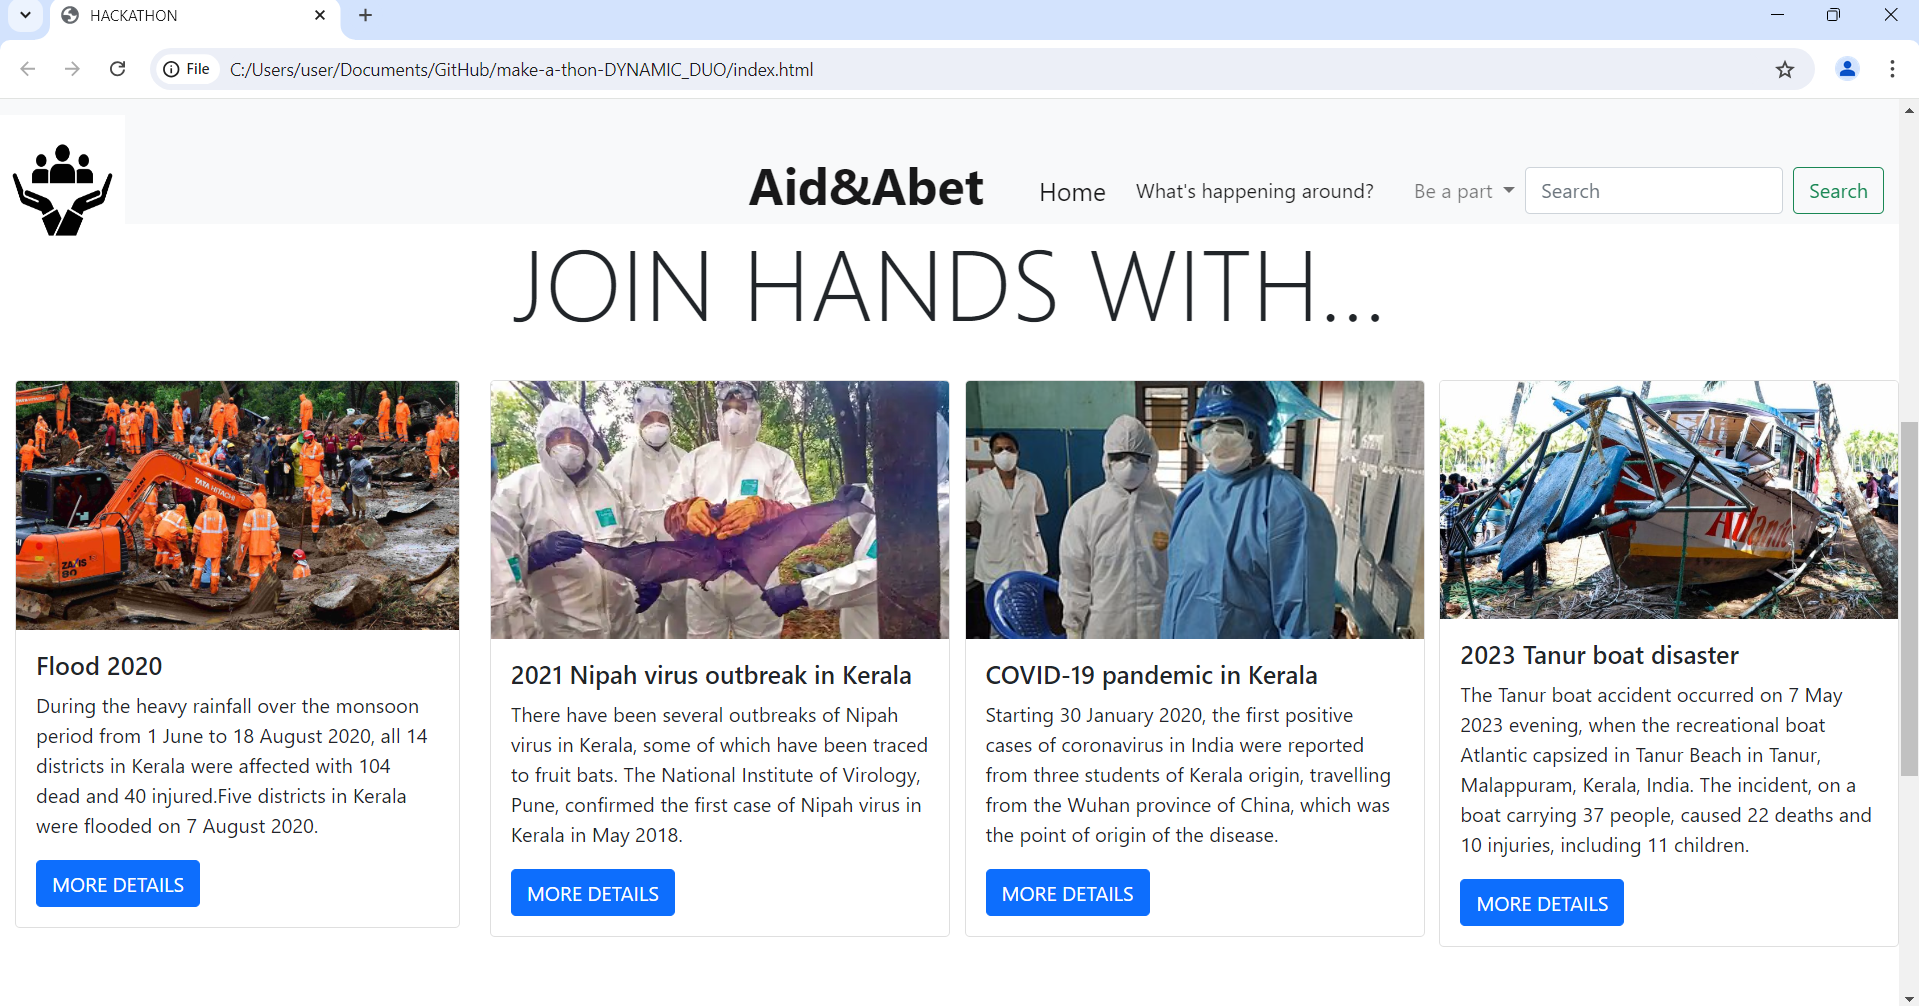 HACKATHON
File
C:/Users/user/Documents/GitHub/make-a-thon-DYNAMIC_DUO/index.html
Aid&Abet
Home
What's happening around?
Be a part
Search
Search
JOIN HANDS WITH...
TATA HITACHI
ZAXIS
80
Flood 2020
During the heavy rainfall over the monsoon
period from 1 June to 18 August 2020, all 14
districts in Kerala were affected with 104
dead and 40 injured.Five districts in Kerala
were flooded on 7 August 2020.
MORE DETAILS
2021 Nipah virus outbreak in Kerala
There have been several outbreaks of Nipah
virus in Kerala, some of which have been traced
to fruit bats. The National Institute of Virology,
Pune, confirmed the first case of Nipah virus in
Kerala in May 2018.
MORE DETAILS
COVID-19 pandemic in Kerala
Starting 30 January 2020, the first positive
cases of coronavirus in India were reported
from three students of Kerala origin, travelling
from the Wuhan province of China, which was
the point of origin of the disease.
MORE DETAILS
Atlantic
2023 Tanur boat disaster
The Tanur boat accident occurred on 7 May
2023 evening, when the recreational boat
Atlantic capsized in Tanur Beach in Tanur,
Malappuram, Kerala, India. The incident, on a
boat carrying 37 people, caused 22 deaths and
10 injuries, including 11 children.
MORE DETAILS